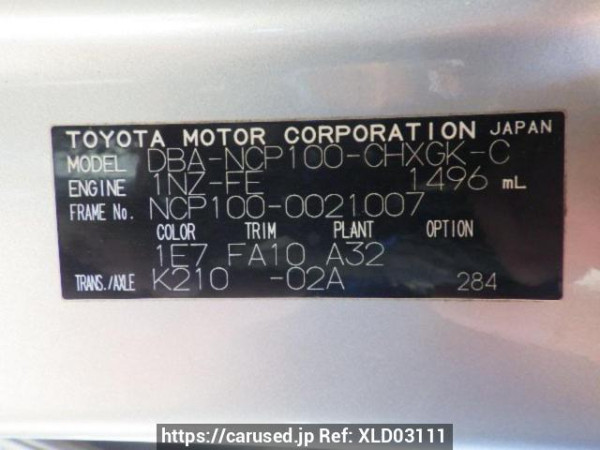 TOYOTA MOTOR CORPORATION JAPAN
MODEL DBA-NCP100-CHXGK-C
ENGINE 1NZ-FE 1496 mL
FRAME No. NCP100-0021007
COLOR TRIM PLANT OPTION
1E7 FA10 A32
TRANS./AXLE K210 -02A 284
https://carused.jp Ref: XLD03111